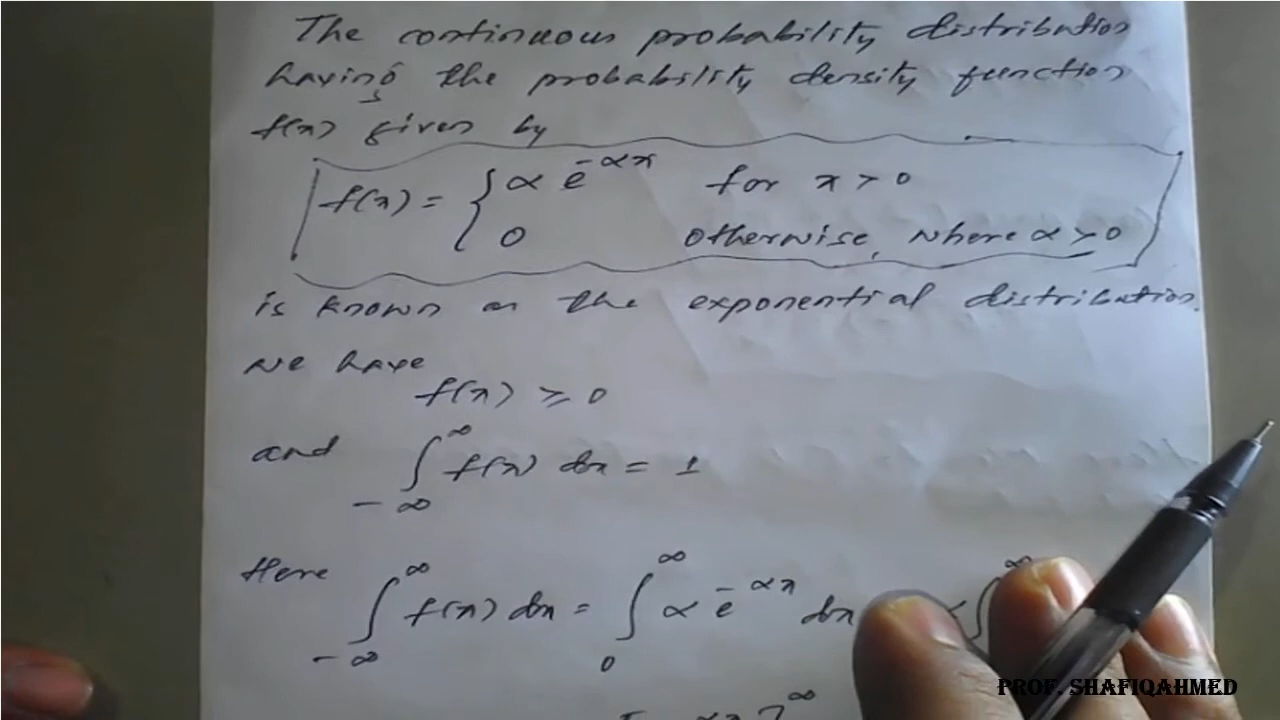 The continuous probability distribution
having the probability density function
f(x) given by
f(x) = { α e^-αx for x > 0
0 otherwise, where α > 0
is known as the exponential distribution.
we have
f(x) ≥ 0
and ∫_-∞^∞ f(x) dx = 1
Here ∫_-∞^∞ f(x) dx = ∫_0^∞ α e^-αx dx
PROF. SHAFIQAHMED